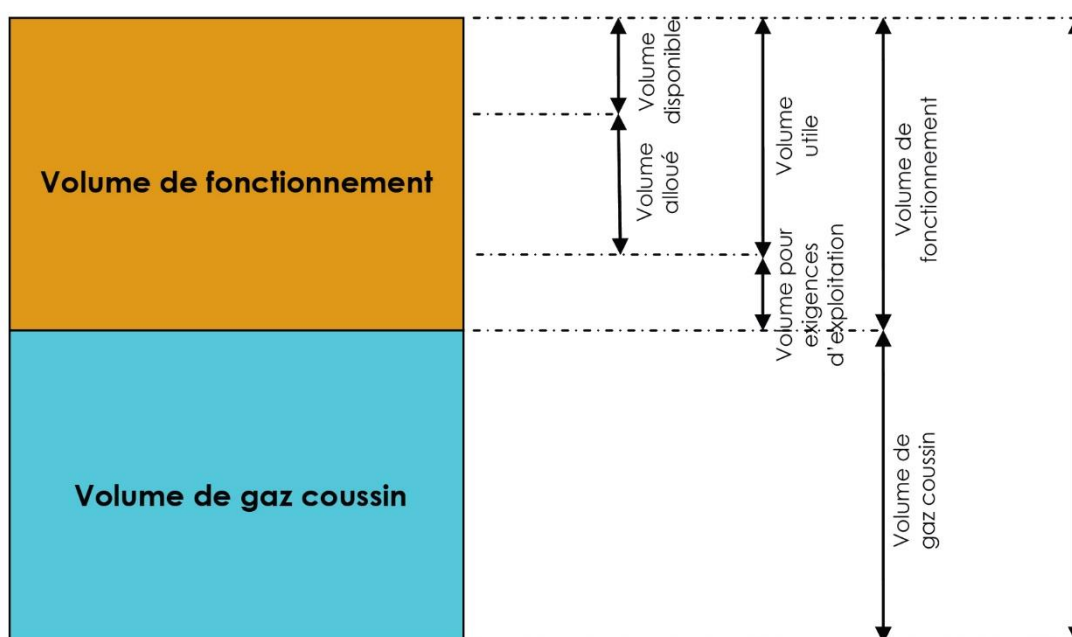 Volume de fonctionnement
Volume de gaz coussin
Volume
disponible
Volume
alloué
Volume
utile
Volume pour
exigences
d'exploitation
Volume de
fonctionnement
Volume de
gaz coussin